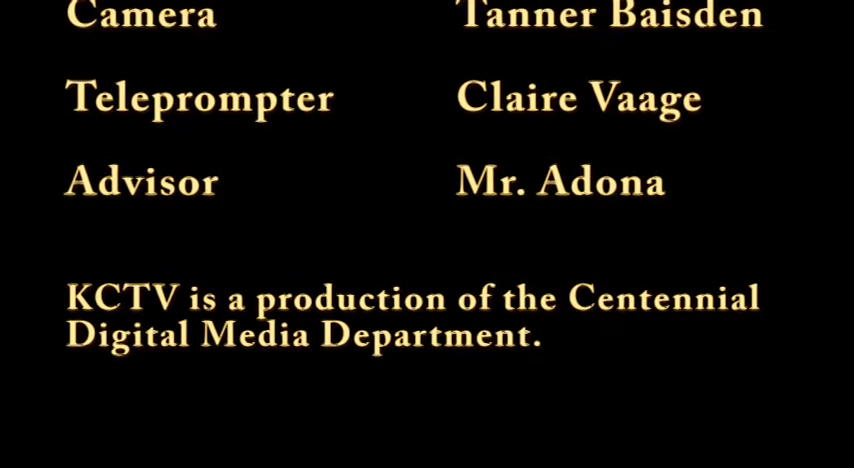 Camera Tanner Baisden
Teleprompter Claire Vaage
Advisor Mr. Adona
KCTV is a production of the Centennial
Digital Media Department.